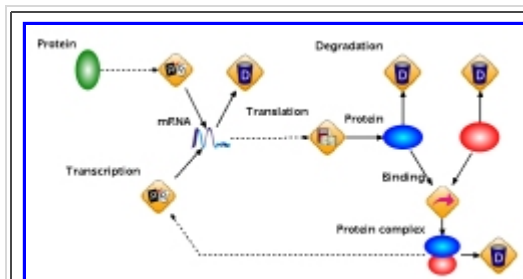 Protein
Degradation
D
D
D
mRNA
Translation
Protein
Transcription
Binding
Protein complex
D